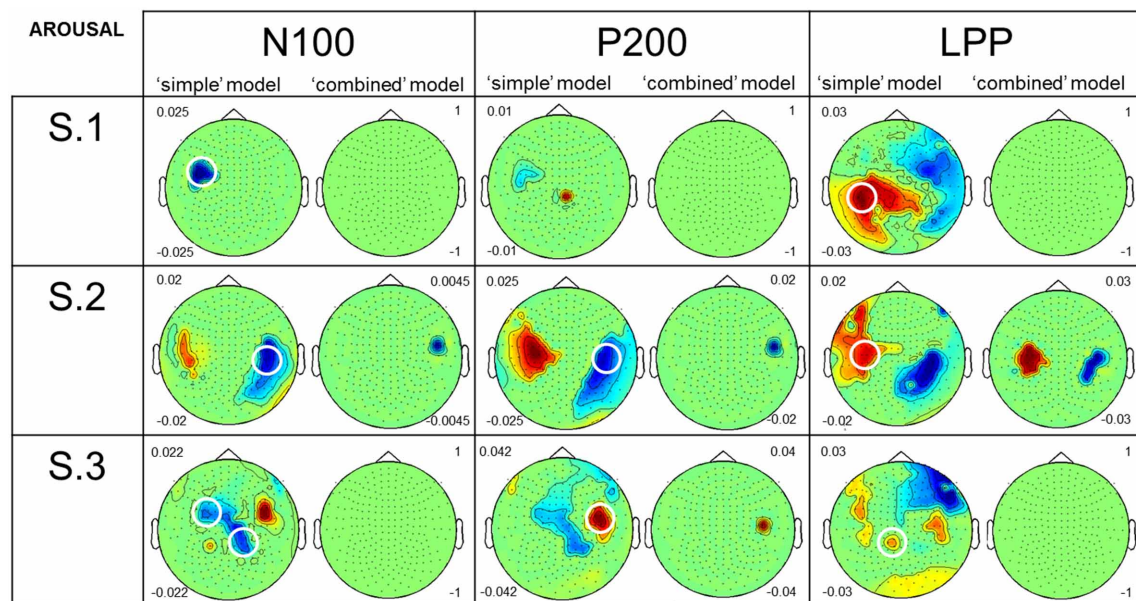 AROUSAL
N100
P200
LPP
'simple' model
'combined' model
'simple' model
'combined' model
'simple' model
'combined' model
S.1
0.025
1
0.01
1
0.03
1
-0.025
-1
-0.01
-1
-0.03
-1
S.2
0.02
0.0045
0.025
0.02
0.02
0.03
-0.02
-0.0045
-0.025
-0.02
-0.02
-0.03
S.3
0.022
1
0.042
0.04
0.03
1
-0.022
-1
-0.042
-0.04
-0.03
-1